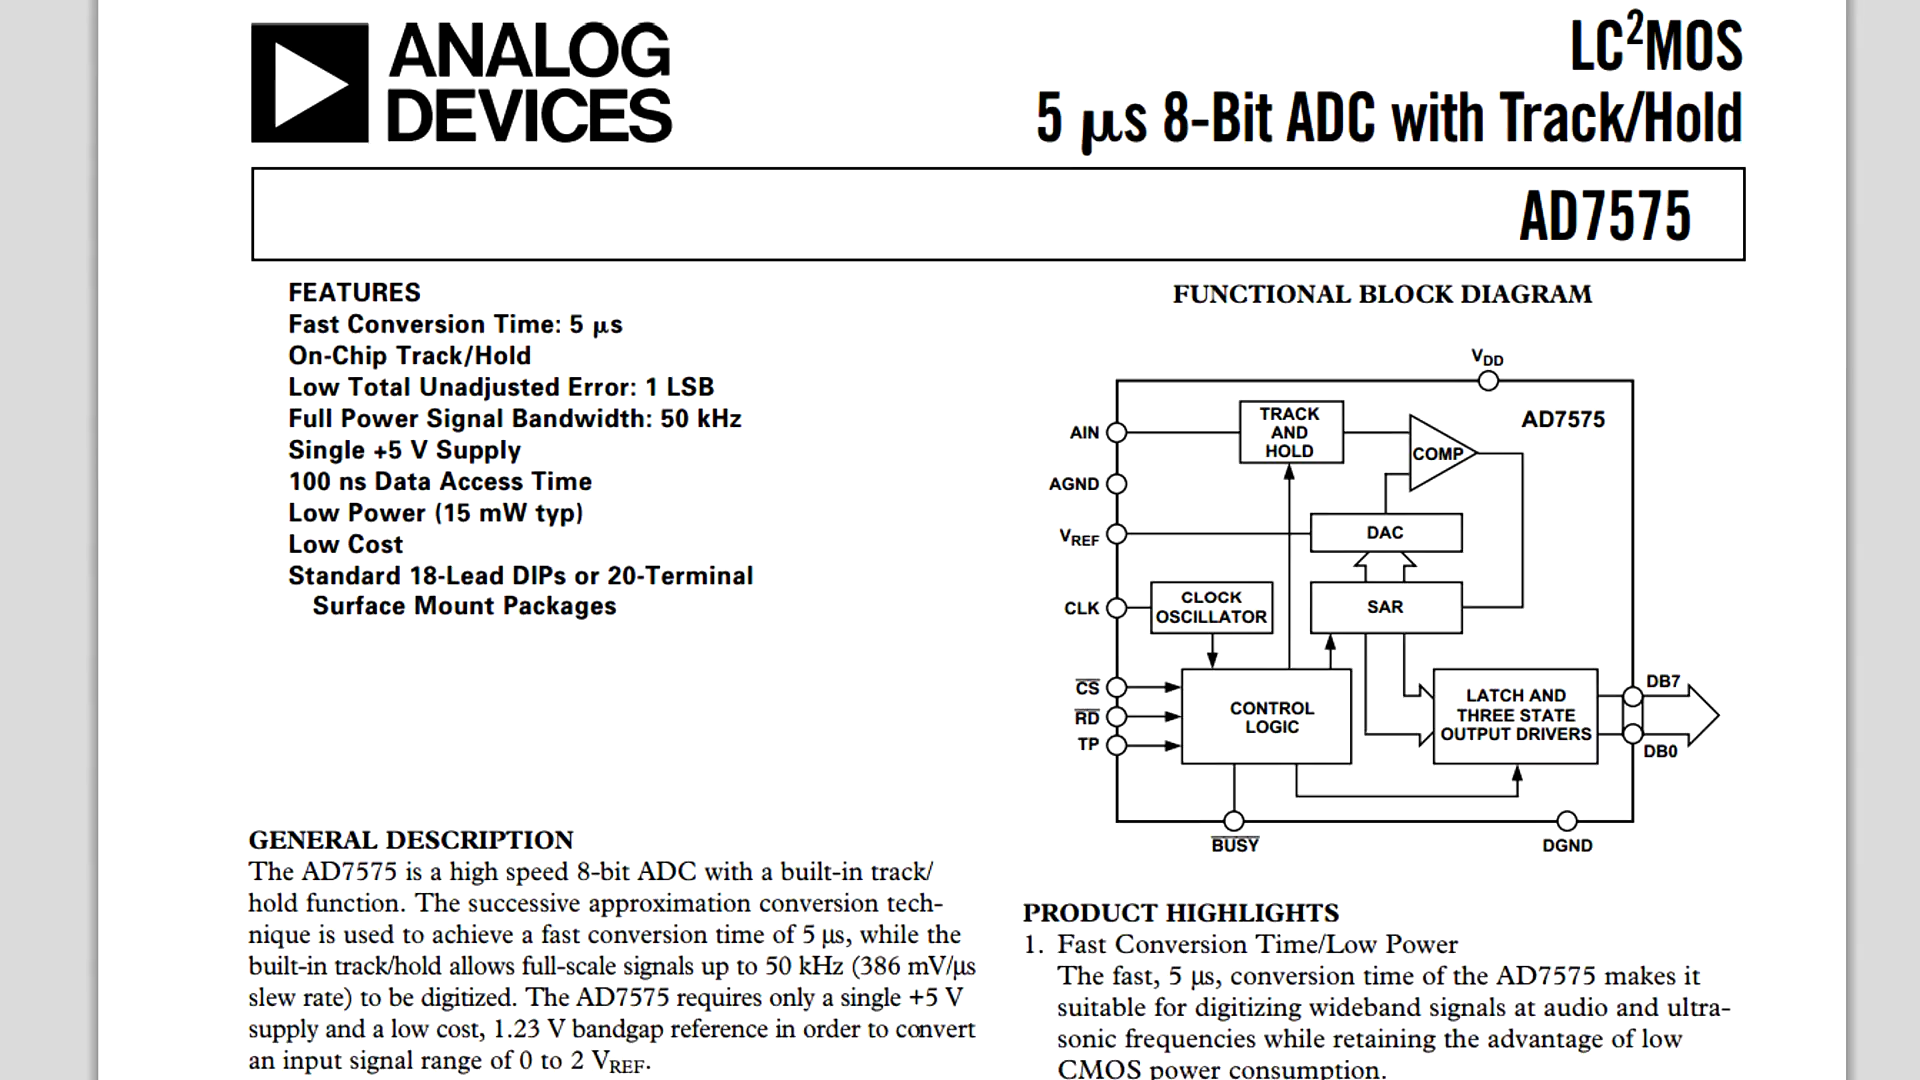 ANALOG
DEVICES
LC²MOS
5 µs 8-Bit ADC with Track/Hold
AD7575
FEATURES
Fast Conversion Time: 5 µs
On-Chip Track/Hold
Low Total Unadjusted Error: 1 LSB
Full Power Signal Bandwidth: 50 kHz
Single +5 V Supply
100 ns Data Access Time
Low Power (15 mW typ)
Low Cost
Standard 18-Lead DIPs or 20-Terminal
Surface Mount Packages
GENERAL DESCRIPTION
The AD7575 is a high speed 8-bit ADC with a built-in track/
hold function. The successive approximation conversion tech-
nique is used to achieve a fast conversion time of 5 µs, while the
built-in track/hold allows full-scale signals up to 50 kHz (386 mV/µs
slew rate) to be digitized. The AD7575 requires only a single +5 V
supply and a low cost, 1.23 V bandgap reference in order to convert
an input signal range of 0 to 2 VREF.
FUNCTIONAL BLOCK DIAGRAM
VDD
AD7575
AIN
TRACK
AND
HOLD
COMP
AGND
VREF
DAC
CLK
CLOCK
OSCILLATOR
SAR
CS
RD
TP
CONTROL
LOGIC
LATCH AND
THREE STATE
OUTPUT DRIVERS
DB7
DB0
BUSY
DGND
PRODUCT HIGHLIGHTS
1. Fast Conversion Time/Low Power
The fast, 5 µs, conversion time of the AD7575 makes it
suitable for digitizing wideband signals at audio and ultra-
sonic frequencies while retaining the advantage of low
CMOS power consumption.